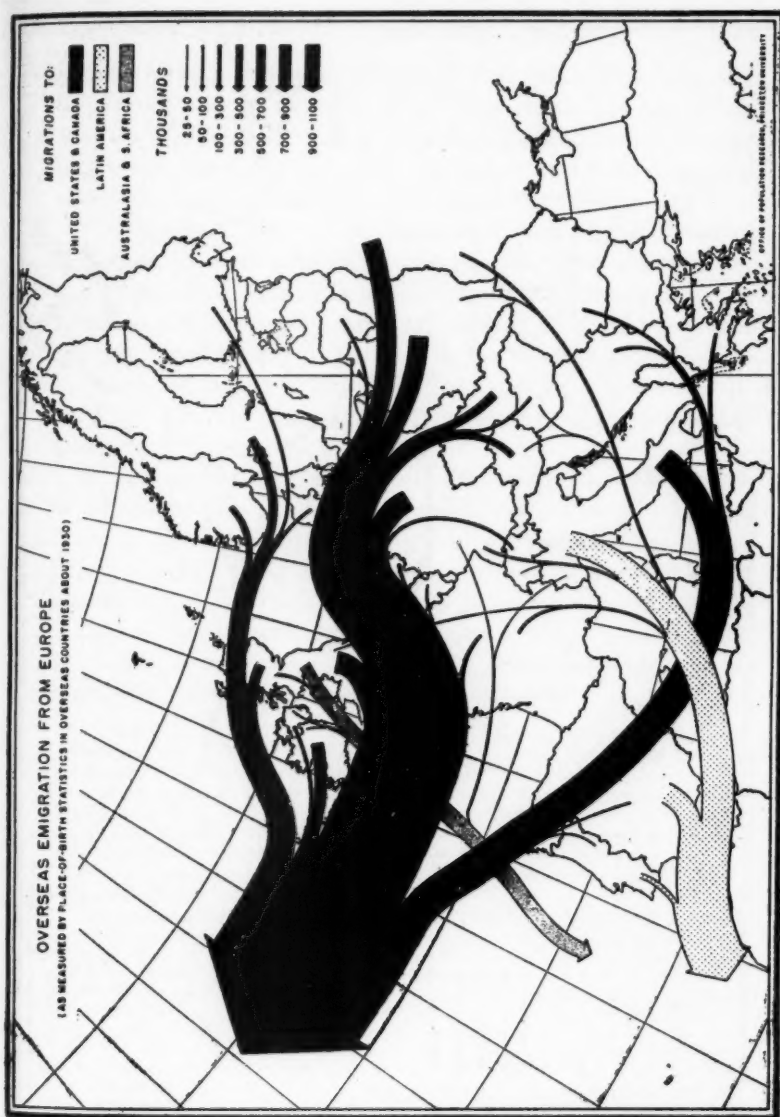 OVERSEAS EMIGRATION FROM EUROPE
(AS MEASURED BY PLACE-OF-BIRTH STATISTICS IN OVERSEAS COUNTRIES ABOUT 1930)
MIGRATIONS TO:
UNITED STATES & CANADA
LATIN AMERICA
AUSTRALASIA & S. AFRICA
THOUSANDS
25-50
50-100
100-300
300-500
500-700
700-900
900-1100
OFFICE OF POPULATION RESEARCH, PRINCETON UNIVERSITY